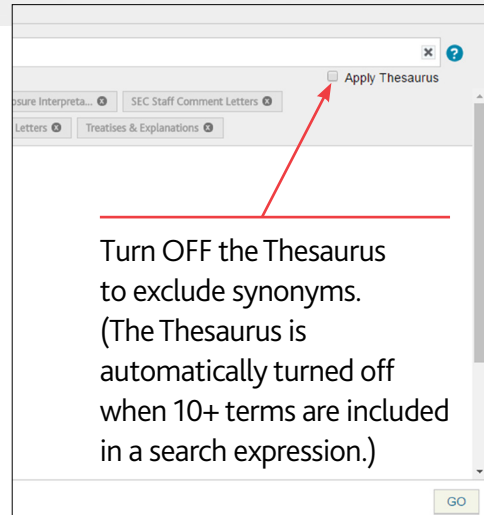 Apply Thesaurus
osure Interpreta... SEC Staff Comment Letters
Letters Treatises & Explanations
Turn OFF the Thesaurus
to exclude synonyms.
(The Thesaurus is
automatically turned off
when 10+ terms are included
in a search expression.)
GO